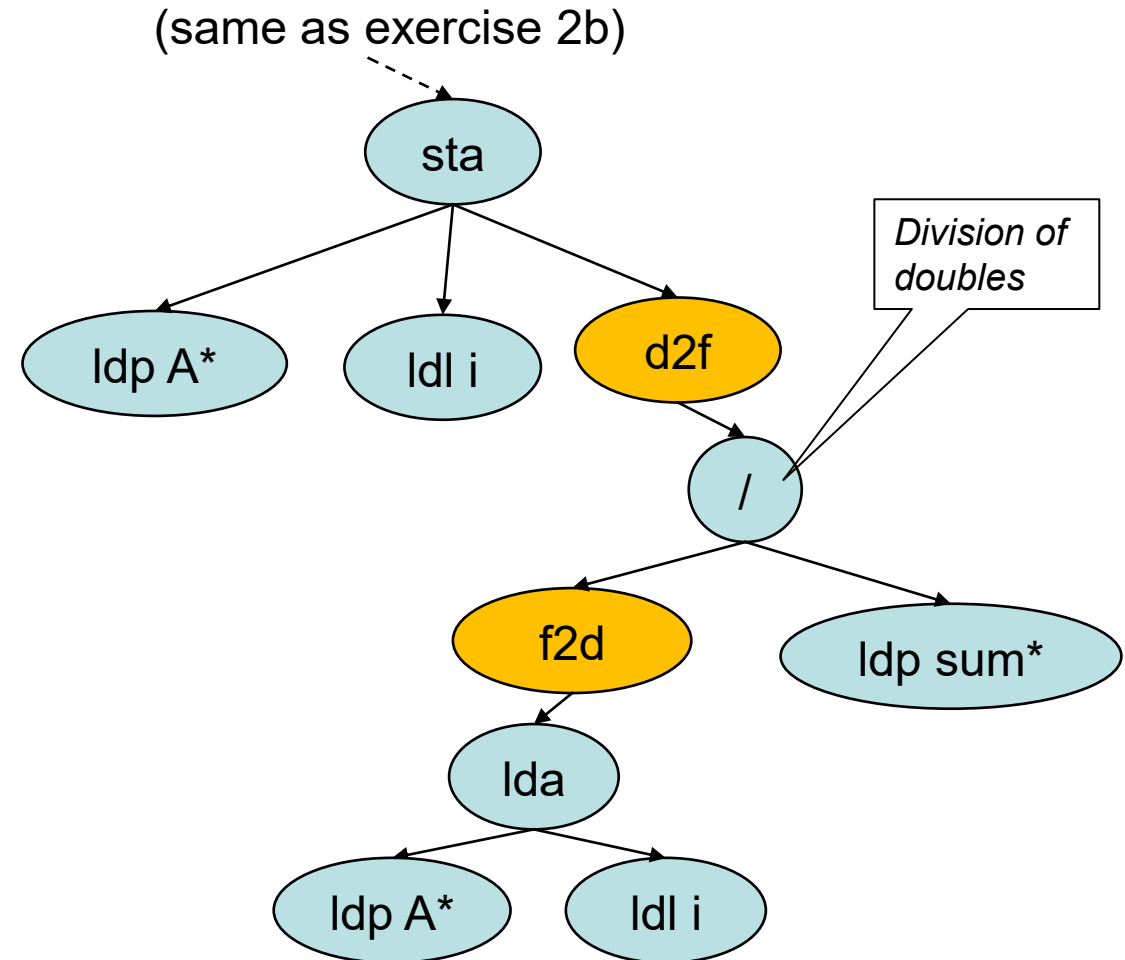 (same as exercise 2b)
sta
Division of
doubles
ldp A*
ldl i
d2f
/
f2d
ldp sum*
lda
ldp A*
ldl i